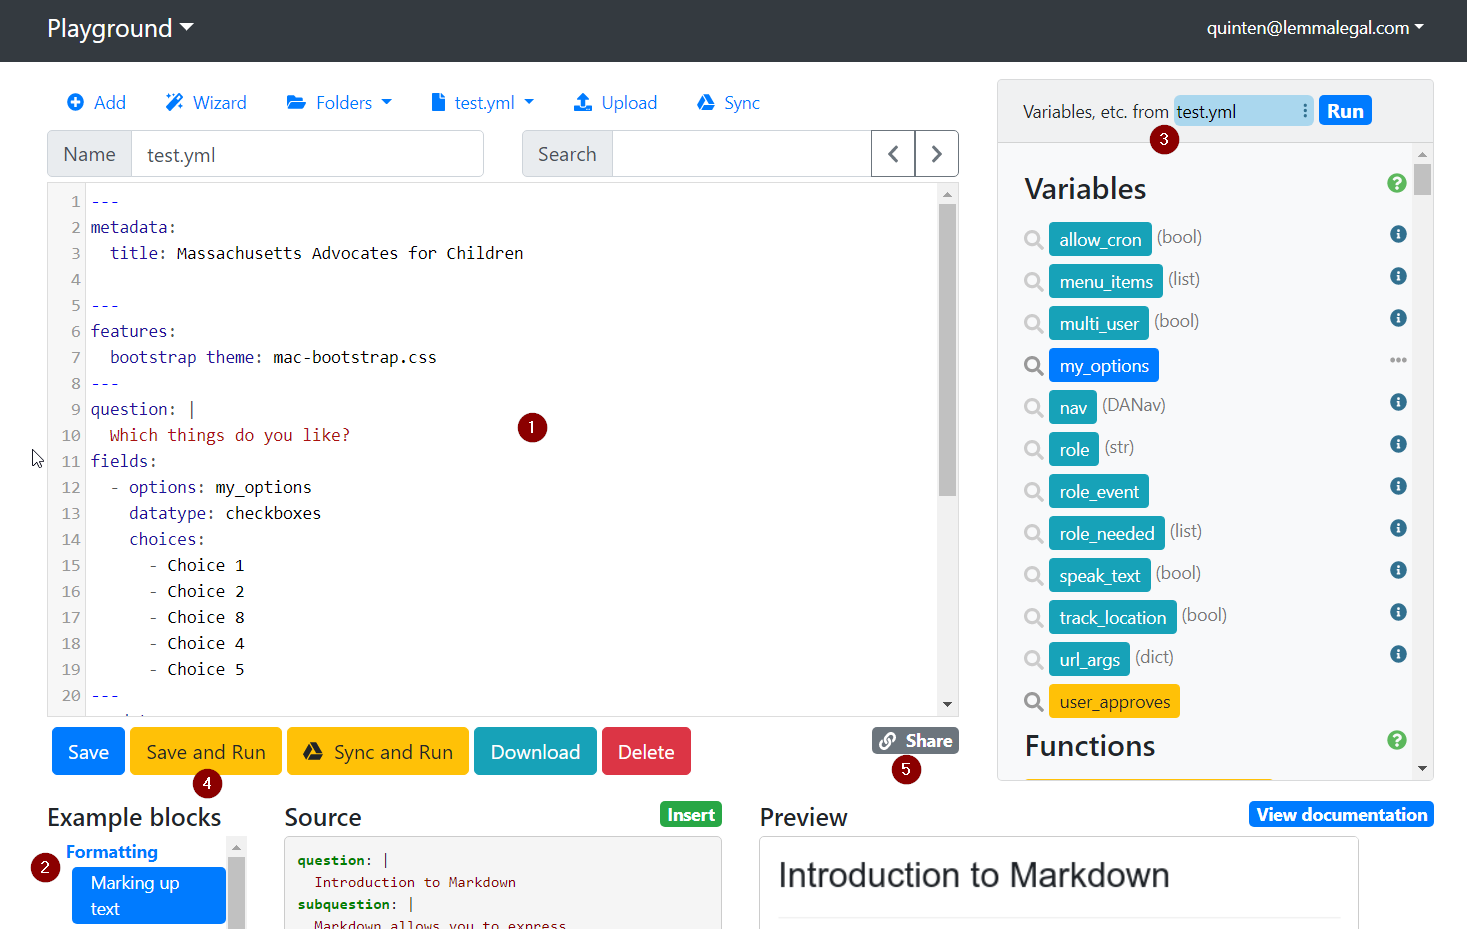 Playground
quinten@lemmalegal.com
Add Wizard Folders test.yml Upload Sync
Name test.yml Search
1 ---
2 metadata:
3 title: Massachusetts Advocates for Children
4
5 ---
6 features:
7 bootstrap theme: mac-bootstrap.css
8 ---
9 question: |
10 Which things do you like?
11 fields:
12 - options: my_options
13 datatype: checkboxes
14 choices:
15 - Choice 1
16 - Choice 2
17 - Choice 8
18 - Choice 4
19 - Choice 5
20 ---
1
Save Save and Run Sync and Run Download Delete Share
4
5
Variables, etc. from test.yml Run
3
Variables
allow_cron (bool)
menu_items (list)
multi_user (bool)
my_options
nav (DANav)
role (str)
role_event
role_needed (list)
speak_text (bool)
track_location (bool)
url_args (dict)
user_approves
Functions
Example blocks
2
Formatting
Marking up
text
Source Insert
question: |
Introduction to Markdown
subquestion: |
Markdown allows you to express
Preview View documentation
Introduction to Markdown